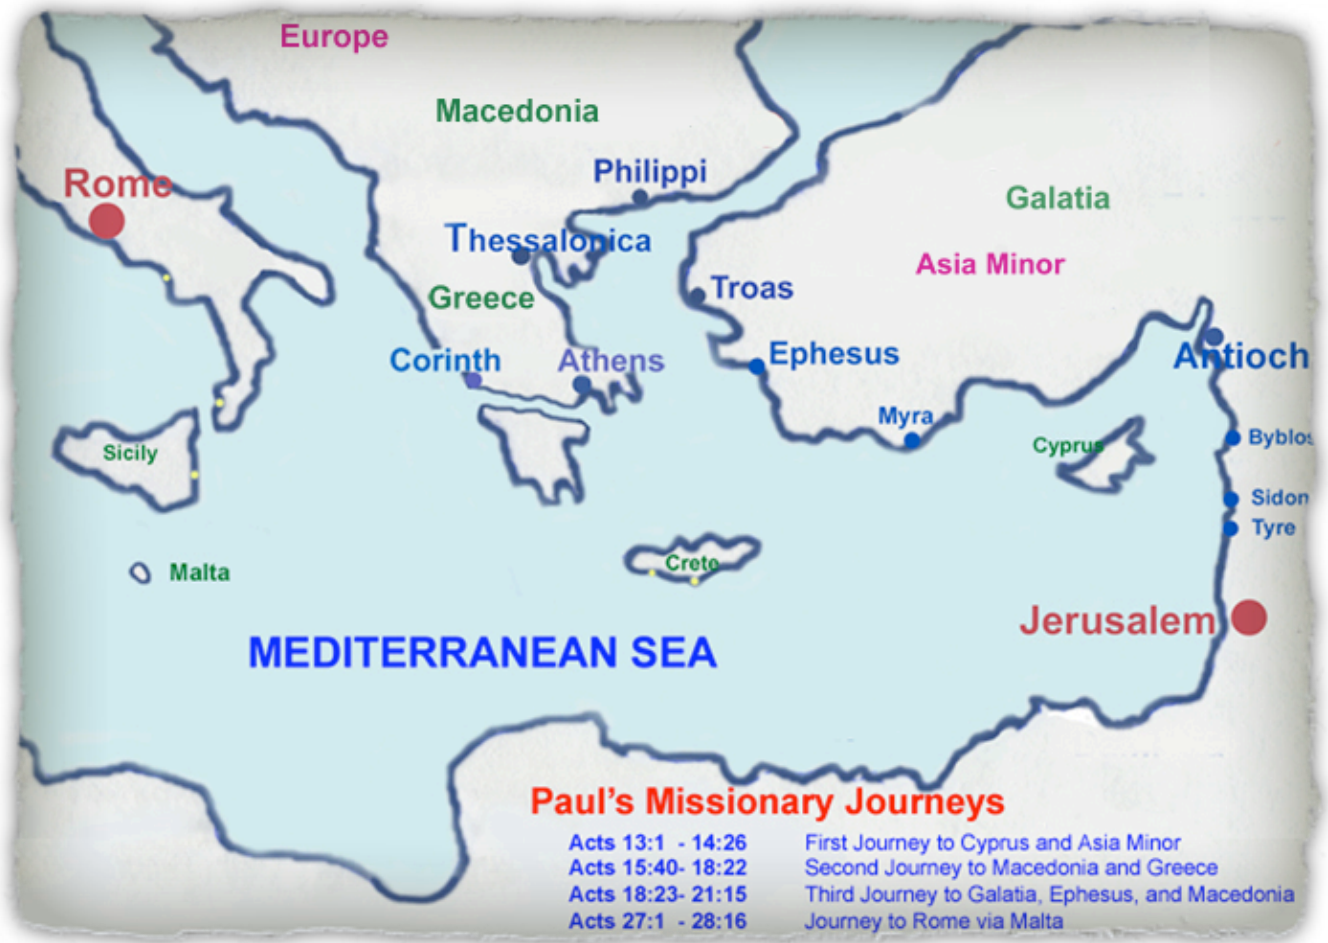 Europe
Macedonia
Philippi
Rome
Galatia
Thessalonica
Asia Minor
Troas
Greece
Corinth
Athens
Ephesus
Antioch
Myra
Byblos
Cyprus
Sicily
Sidon
Tyre
Crete
Malta
Jerusalem
MEDITERRANEAN SEA
Paul's Missionary Journeys
Acts 13:1 - 14:26 First Journey to Cyprus and Asia Minor
Acts 15:40- 18:22 Second Journey to Macedonia and Greece
Acts 18:23- 21:15 Third Journey to Galatia, Ephesus, and Macedonia
Acts 27:1 - 28:16 Journey to Rome via Malta